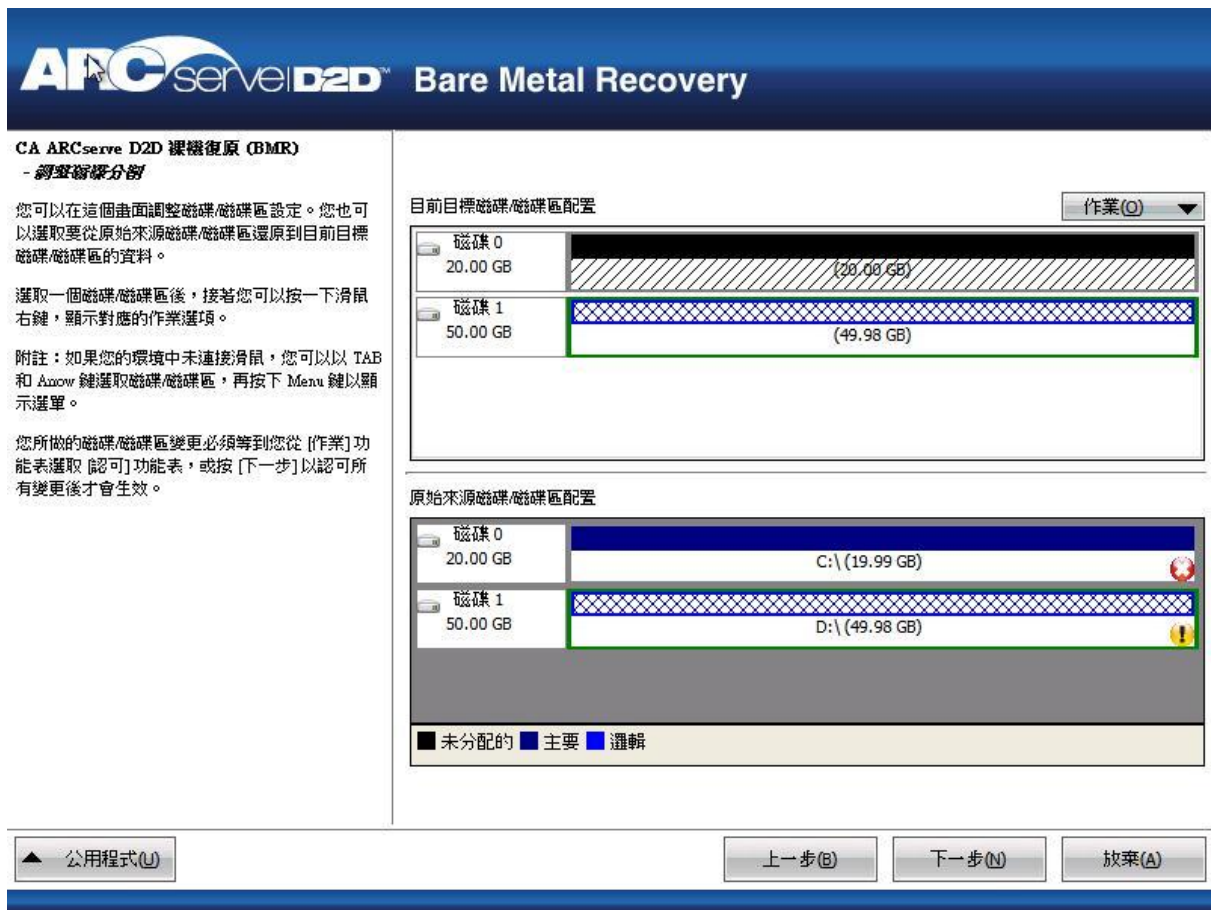 ARCserve D2D™ Bare Metal Recovery
CA ARCserve D2D 裸機復原 (BMR)
- 調整磁碟分割
您可以在這個畫面調整磁碟/磁碟區設定。您也可
以選取要從原始來源磁碟/磁碟區還原到目前目標
磁碟/磁碟區的資料。
選取一個磁碟/磁碟區後，接著您可以按一下滑鼠
右鍵，顯示對應的作業選項。
附註：如果您的環境中未連接滑鼠，您可以以 TAB
和 Arrow 鍵選取磁碟/磁碟區，再按下 Menu 鍵以顯
示選單。
您所做的磁碟/磁碟區變更必須等到您從 [作業] 功
能表選取 [認可] 功能表，或按 [下一步] 以認可所
有變更後才會生效。
目前目標磁碟/磁碟區配置
作業(O)
磁碟 0
20.00 GB
(20.00 GB)
磁碟 1
50.00 GB
(49.98 GB)
原始來源磁碟/磁碟區配置
磁碟 0
20.00 GB
C:\ (19.99 GB)
磁碟 1
50.00 GB
D:\ (49.98 GB)
未分配的 主要 邏輯
公用程式(U)
上一步(B)
下一步(N)
放棄(A)